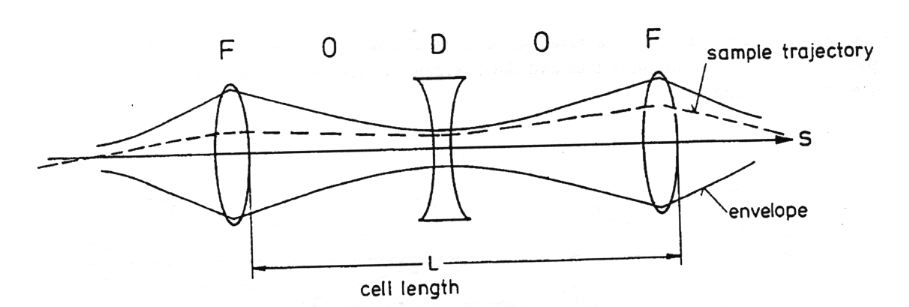 F O D O F
sample trajectory
S
envelope
L
cell length